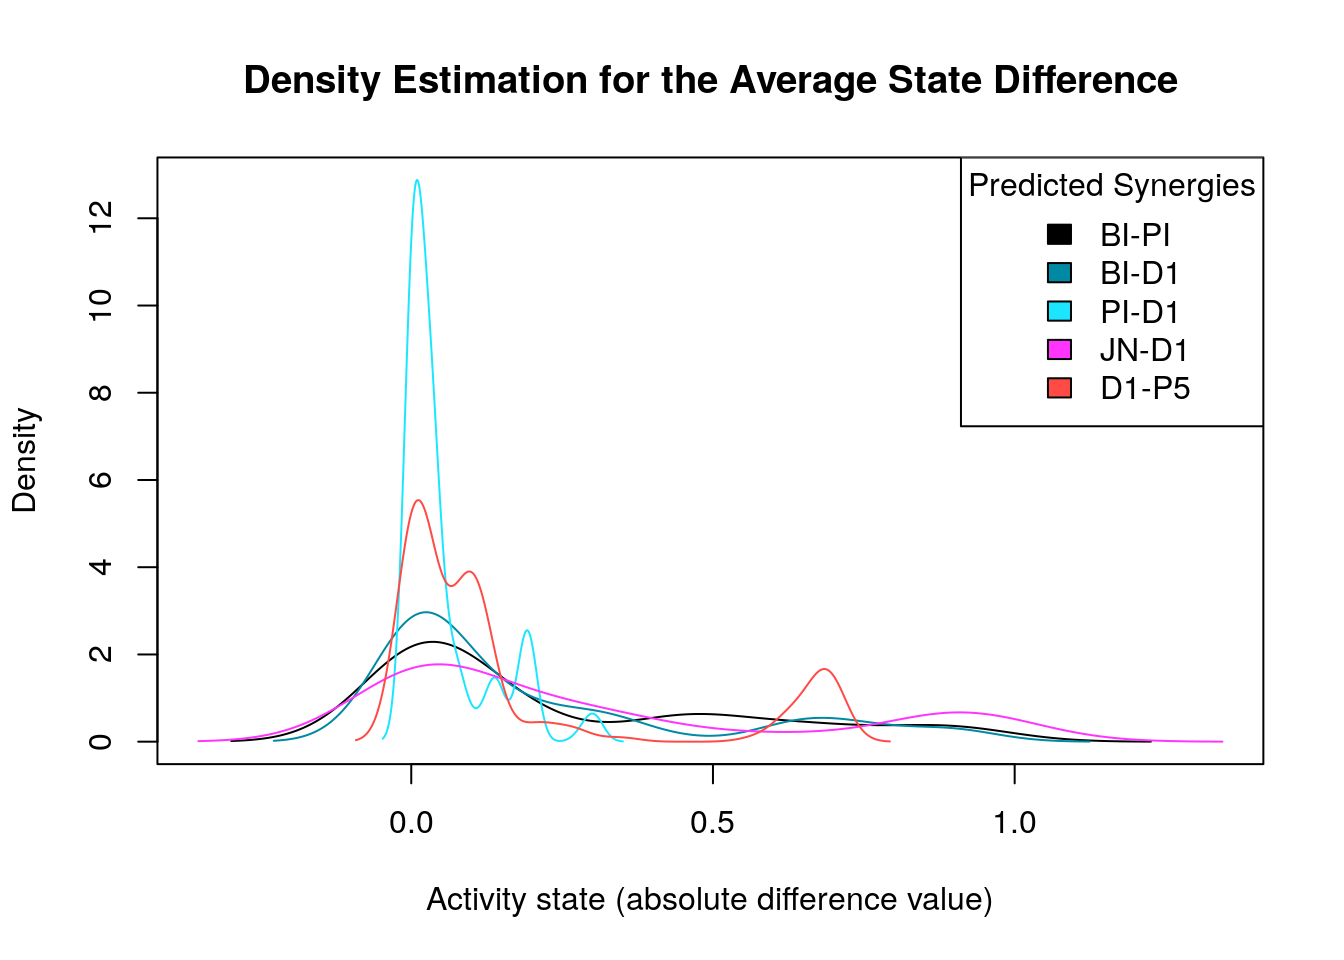 Density Estimation for the Average State Difference
Predicted Synergies
BI-PI
BI-D1
PI-D1
JN-D1
D1-P5
Density
12
10
8
6
4
2
0
0.0 0.5 1.0
Activity state (absolute difference value)